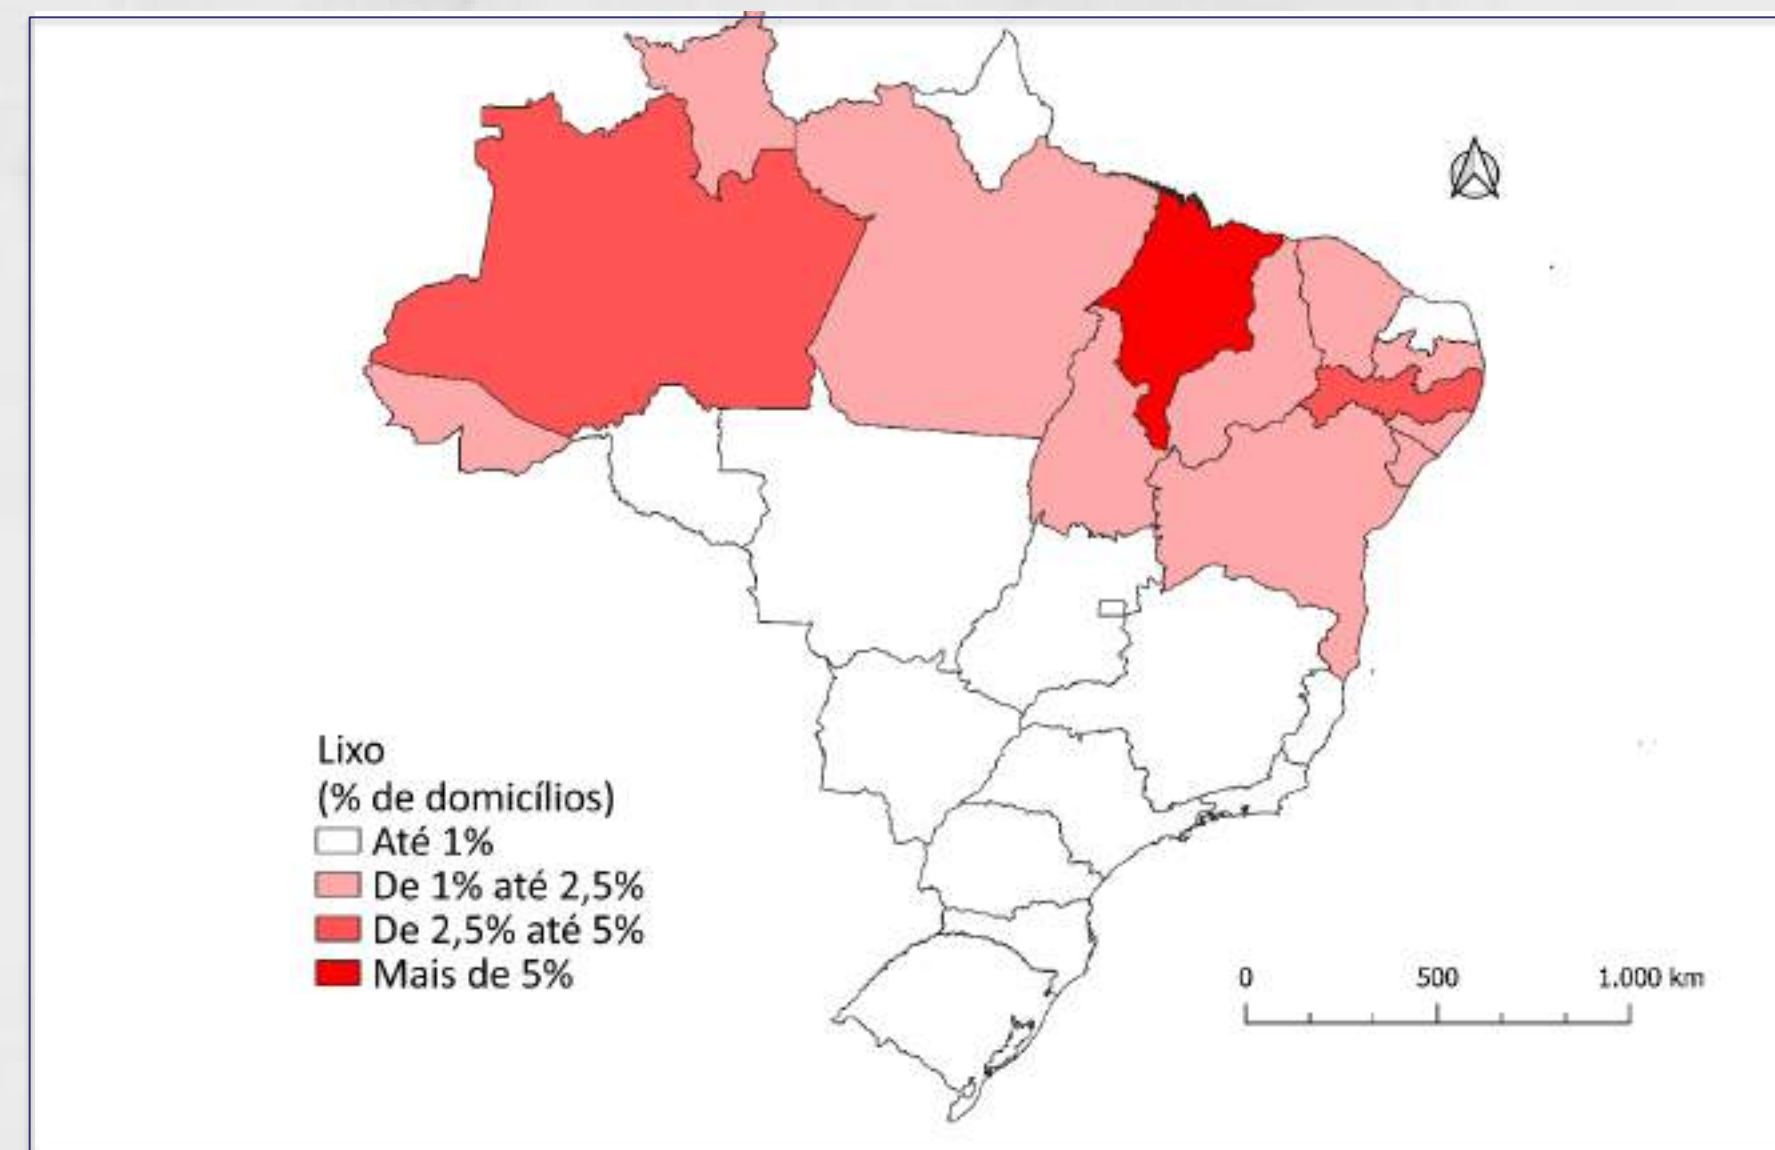 Lixo
(% de domicílios)
Até 1%
De 1% até 2,5%
De 2,5% até 5%
Mais de 5%
0 500 1.000 km